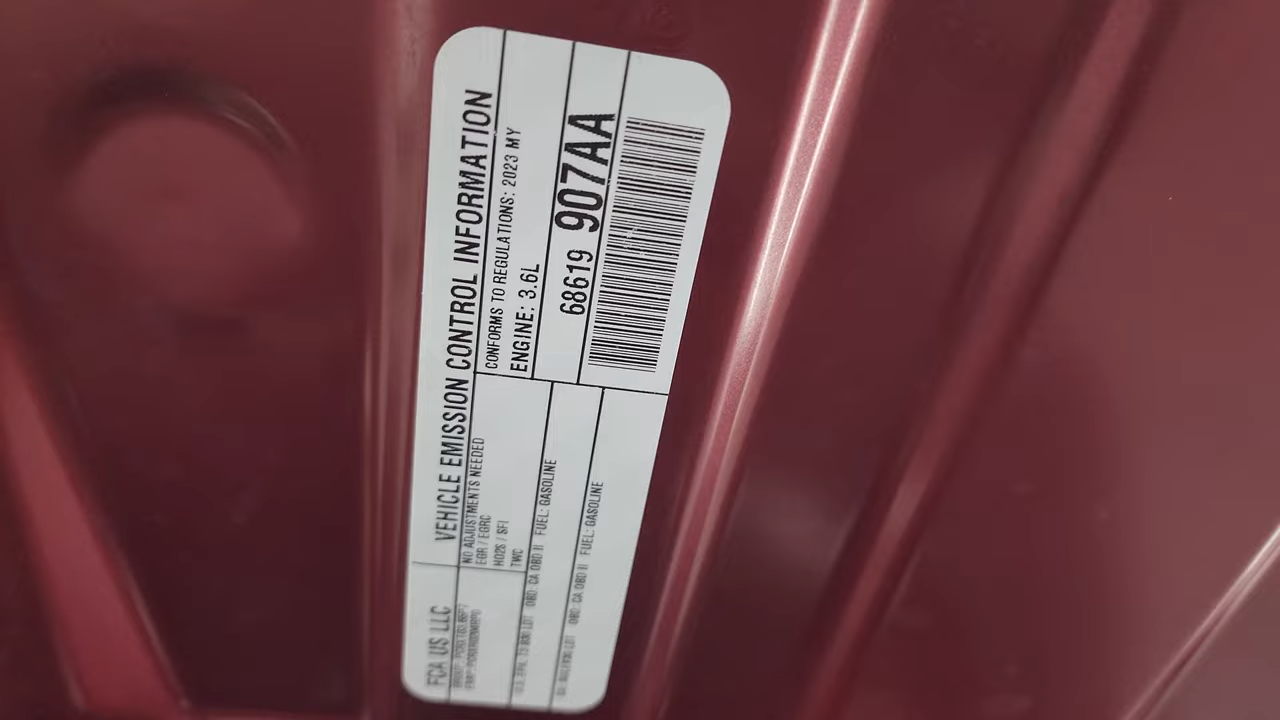 FCA US LLC
VEHICLE EMISSION CONTROL INFORMATION
NO ADJUSTMENTS NEEDED
EGR / EGRC
HO2S / SFI
TWC
CONFORMS TO REGULATIONS: 2023 MY
ENGINE: 3.6L
OBD: CA OBD II FUEL: GASOLINE
OBD: CA OBD II FUEL: GASOLINE
68619 907AA